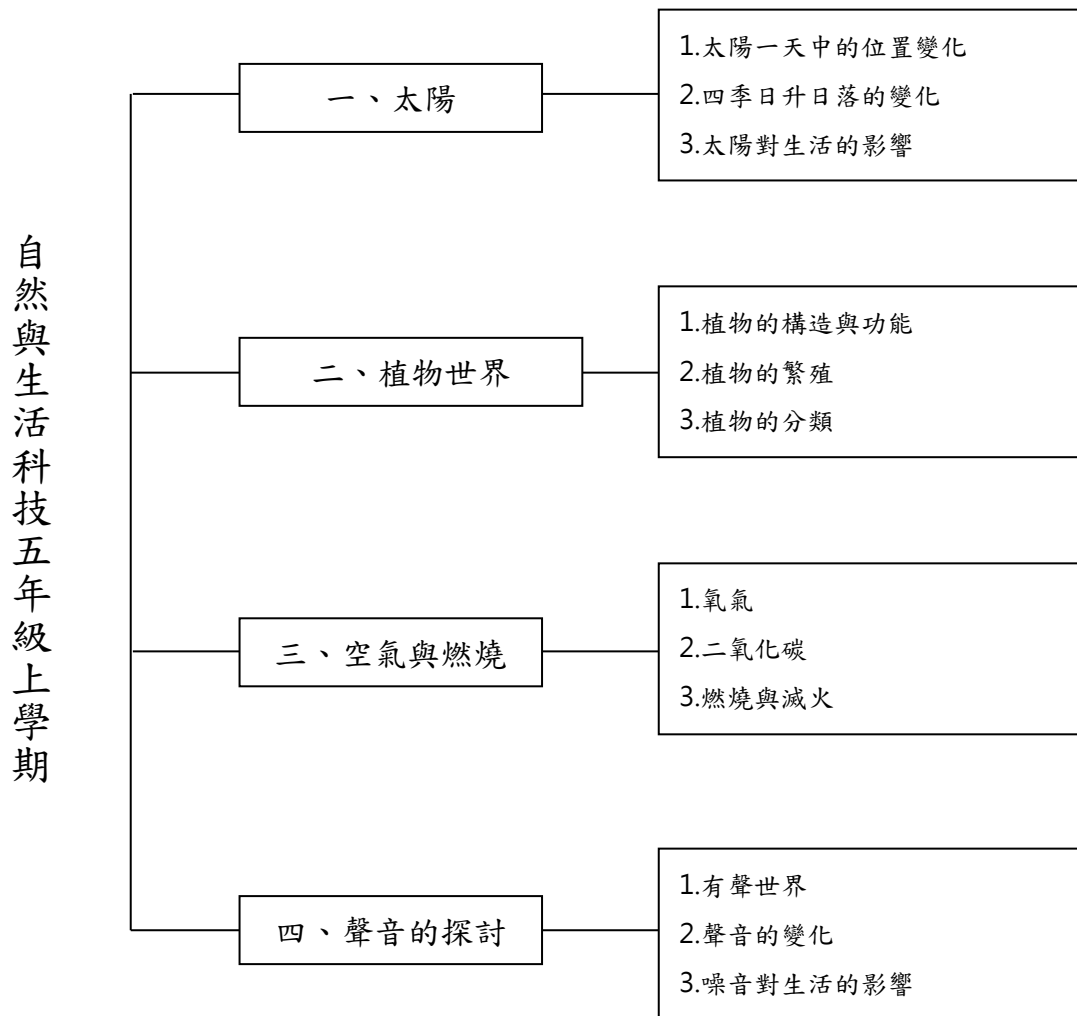 自然與生活科技五年級上學期
一、太陽
1.太陽一天中的位置變化
2.四季日升日落的變化
3.太陽對生活的影響
二、植物世界
1.植物的構造與功能
2.植物的繁殖
3.植物的分類
三、空氣與燃燒
1.氧氣
2.二氧化碳
3.燃燒與滅火
四、聲音的探討
1.有聲世界
2.聲音的變化
3.噪音對生活的影響